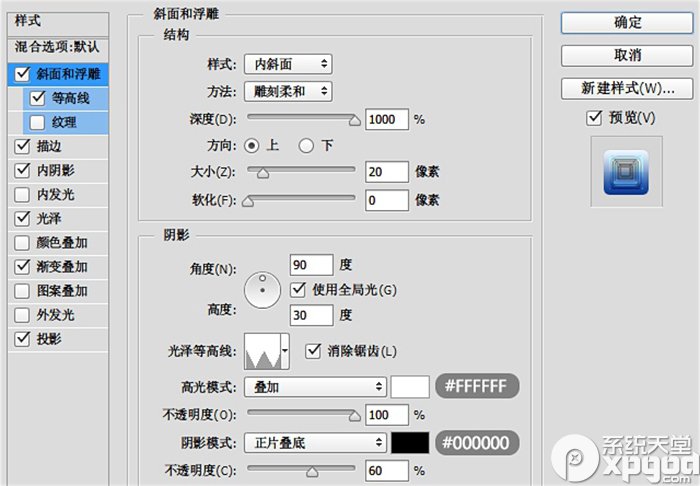 样式
混合选项:默认
斜面和浮雕
等高线
纹理
描边
内阴影
内发光
光泽
颜色叠加
渐变叠加
图案叠加
外发光
投影
斜面和浮雕
结构
样式: 内斜面
方法: 雕刻柔和
深度(D): 1000 %
方向: 上 下
大小(Z): 20 像素
软化(F): 0 像素
阴影
角度(N): 90 度
使用全局光(G)
高度: 30 度
光泽等高线: 消除锯齿(L)
高光模式: 叠加 #FFFFFF
不透明度(O): 100 %
阴影模式: 正片叠底 #000000
不透明度(C): 60 %
确定
取消
新建样式(W)...
预览(V)
系统天堂
xpgod.com